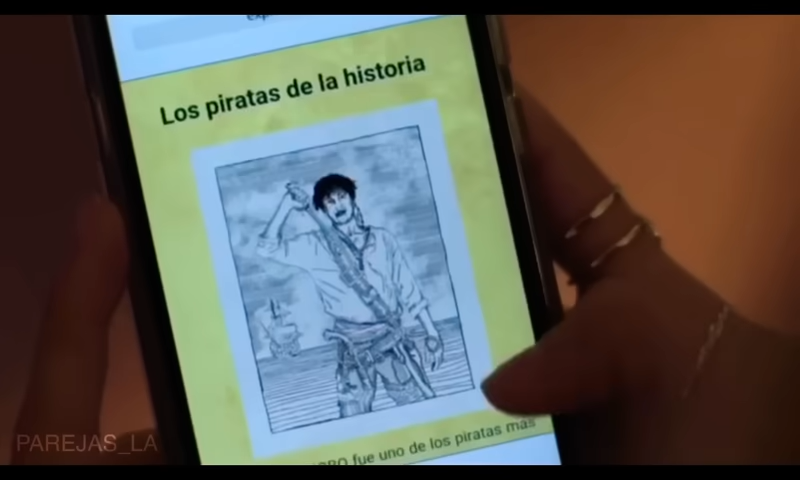 Los piratas de la historia
fue uno de los piratas más
PAREJAS_LA